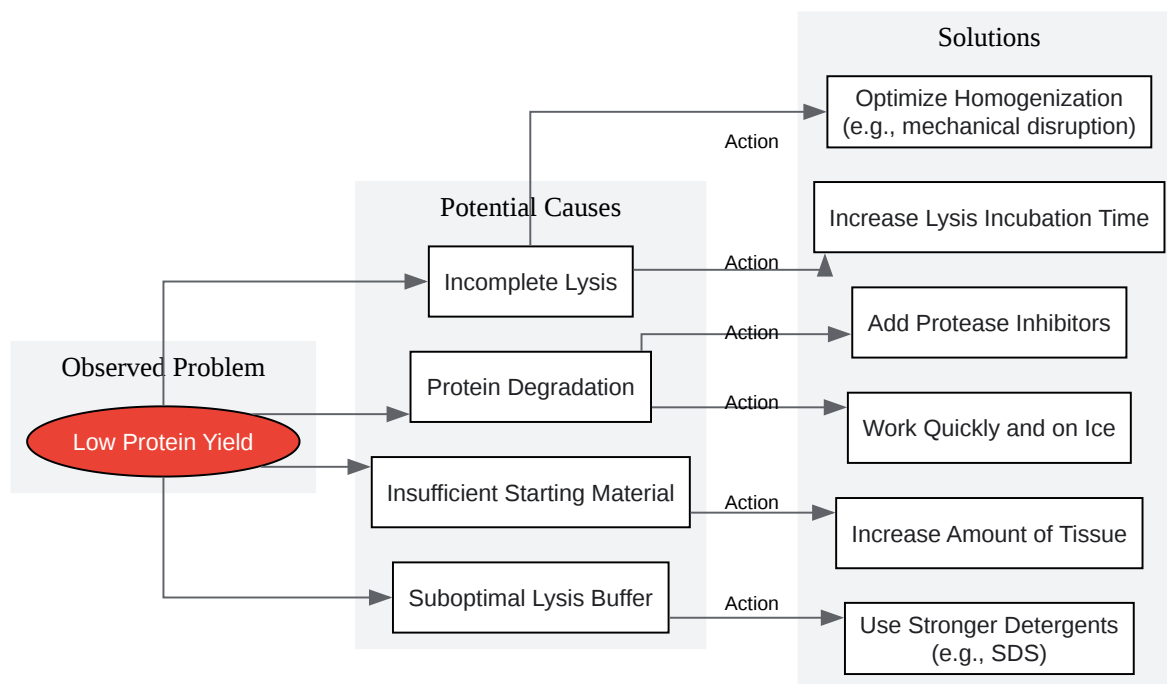 Observed Problem
Low Protein Yield
Potential Causes
Incomplete Lysis
Protein Degradation
Insufficient Starting Material
Suboptimal Lysis Buffer
Action
Action
Action
Action
Action
Action
Solutions
Optimize Homogenization
(e.g., mechanical disruption)
Increase Lysis Incubation Time
Add Protease Inhibitors
Work Quickly and on Ice
Increase Amount of Tissue
Use Stronger Detergents
(e.g., SDS)